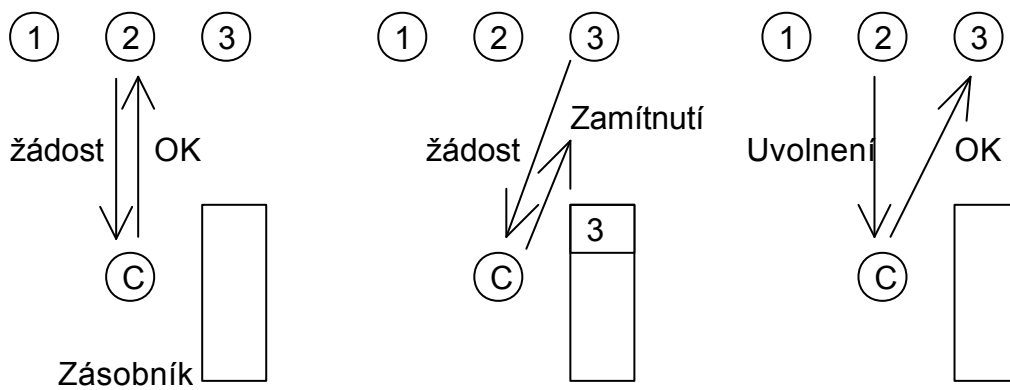 1 2 3
žádost OK
C
Zásobník
1 2 3
žádost Zamítnutí
3
C
1 2 3
Uvolnení OK
C